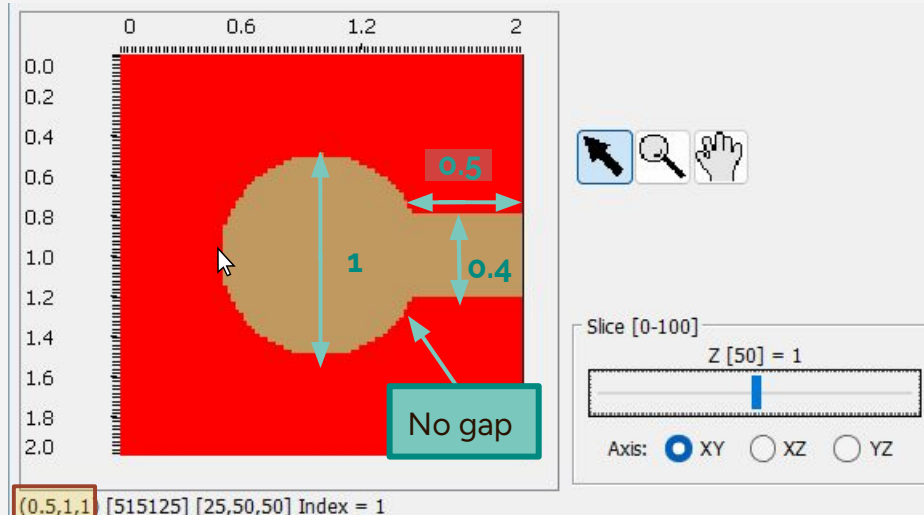 0 0.6 1.2 2
0.0
0.2
0.4
0.6
0.8
1.0
1.2
1.4
1.6
1.8
2.0
0.5
1
0.4
No gap
Slice [0-100]
Z [50] = 1
Axis: XY XZ YZ
(0.5,1,1) [515125] [25,50,50] Index = 1